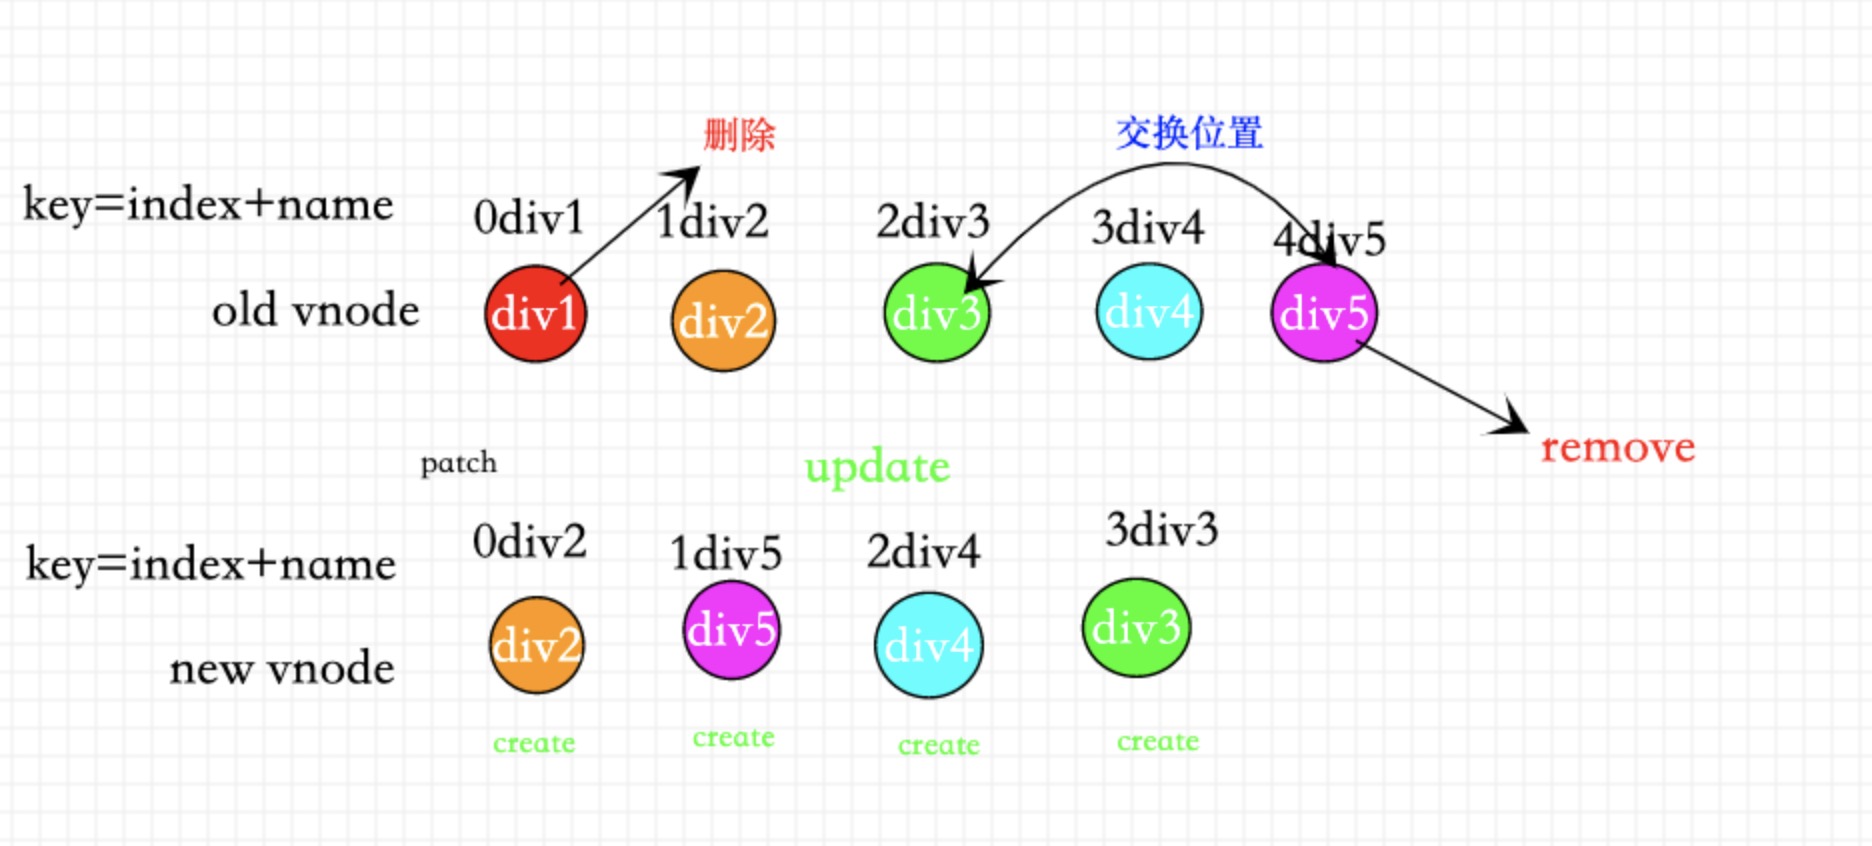 删除
交换位置
key=index+name
0div1
1div2
2div3
3div4
4div5
old vnode
div1
div2
div3
div4
div5
patch
update
remove
key=index+name
0div2
1div5
2div4
3div3
new vnode
div2
div5
div4
div3
create
create
create
create